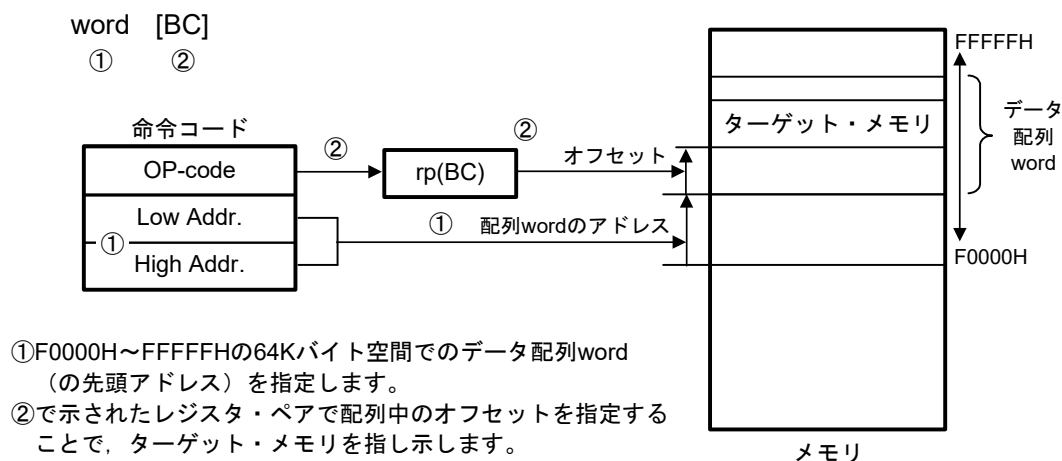 word [BC]
① ②
命令コード
OP-code
Low Addr.
①
High Addr.
②
rp(BC)
②
オフセット
①
配列wordのアドレス
ターゲット・メモリ
FFFFFH
データ
配列
word
F0000H
メモリ
①F0000H～FFFFFHの64Kバイト空間でのデータ配列word
（の先頭アドレス）を指定します。
②で示されたレジスタ・ペアで配列中のオフセットを指定する
ことで，ターゲット・メモリを指し示します。